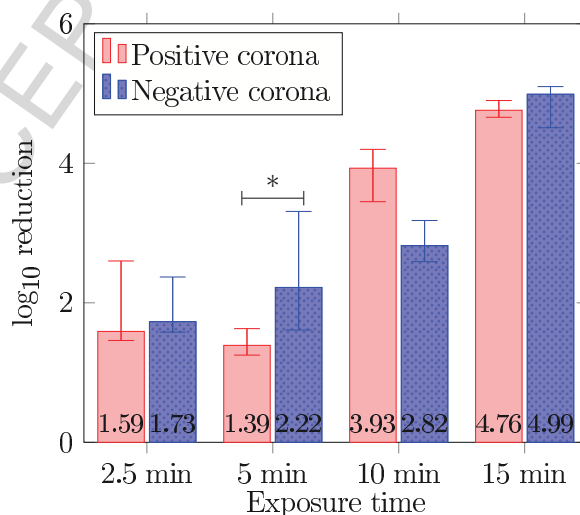 CEP
6
Positive corona
Negative corona
4
*
log10 reduction
2
1.59 1.73 1.39 2.22 3.93 2.82 4.76 4.99
0
2.5 min 5 min 10 min 15 min
Exposure time